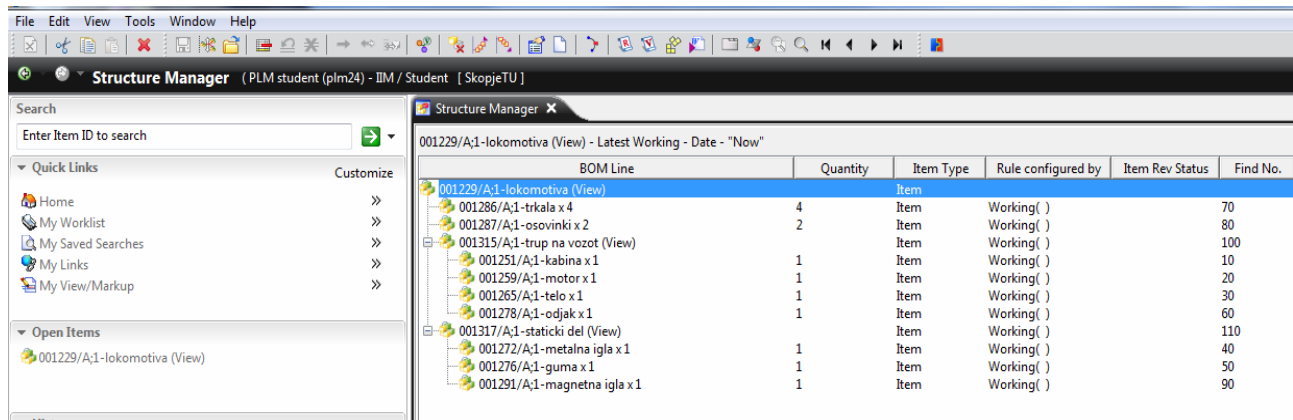 File Edit View Tools Window Help
Structure Manager ( PLM student (plm24) - IIM / Student [ SkopjeTU ]
Search
Enter Item ID to search
Quick Links
Customize
Home
My Worklist
My Saved Searches
My Links
My View/Markup
Open Items
001229/A;1-lokomotiva (View)
Structure Manager
001229/A;1-lokomotiva (View) - Latest Working - Date - "Now"
BOM Line Quantity Item Type Rule configured by Item Rev Status Find No.
001229/A;1-lokomotiva (View) Item
001286/A;1-trkala x 4 4 Item Working( ) 70
001287/A;1-osovinki x 2 2 Item Working( ) 80
001315/A;1-trup na vozot (View) Item Working( ) 100
001251/A;1-kabina x 1 1 Item Working( ) 10
001259/A;1-motor x 1 1 Item Working( ) 20
001265/A;1-telo x 1 1 Item Working( ) 30
001278/A;1-odjak x 1 1 Item Working( ) 60
001317/A;1-staticki del (View) Item Working( ) 110
001272/A;1-metalna igla x 1 1 Item Working( ) 40
001276/A;1-guma x 1 1 Item Working( ) 50
001291/A;1-magnetna igla x 1 1 Item Working( ) 90